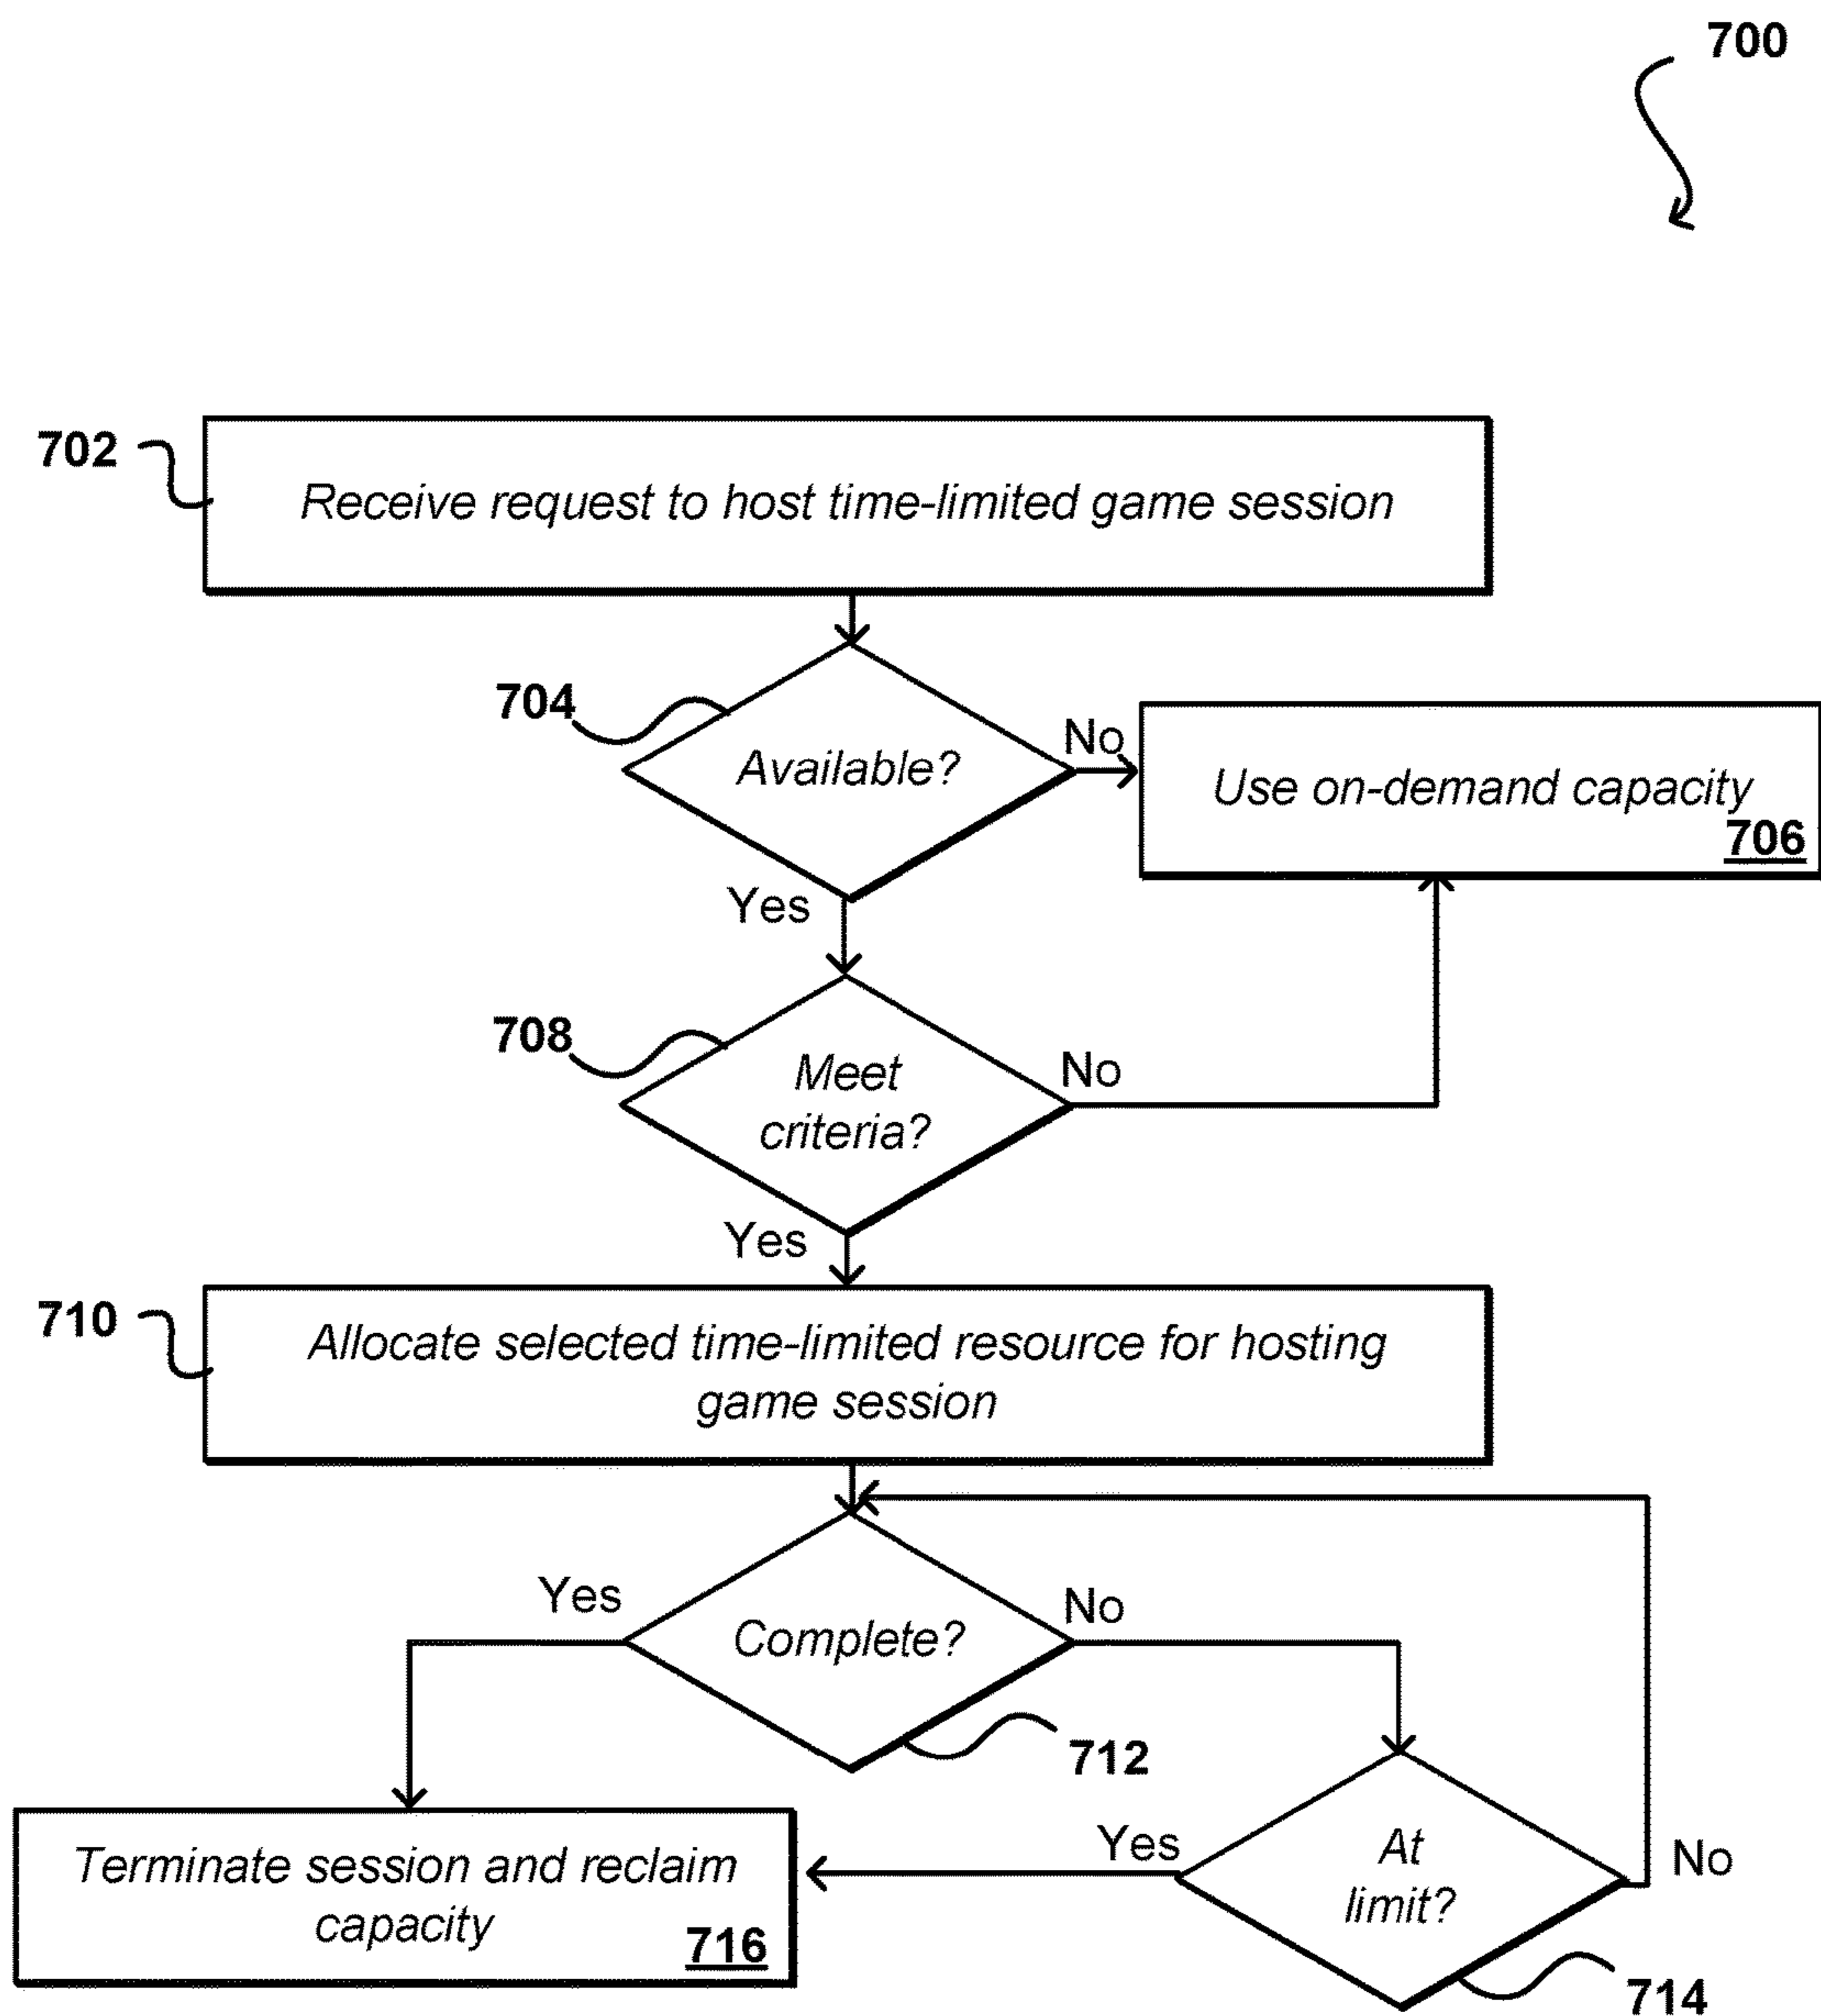 700
702
Receive request to host time-limited game session
704
Available?
No
Use on-demand capacity
706
Yes
708
Meet
criteria?
No
Yes
710
Allocate selected time-limited resource for hosting
game session
Yes
Complete?
No
712
Terminate session and reclaim
capacity
716
Yes
At
limit?
No
714